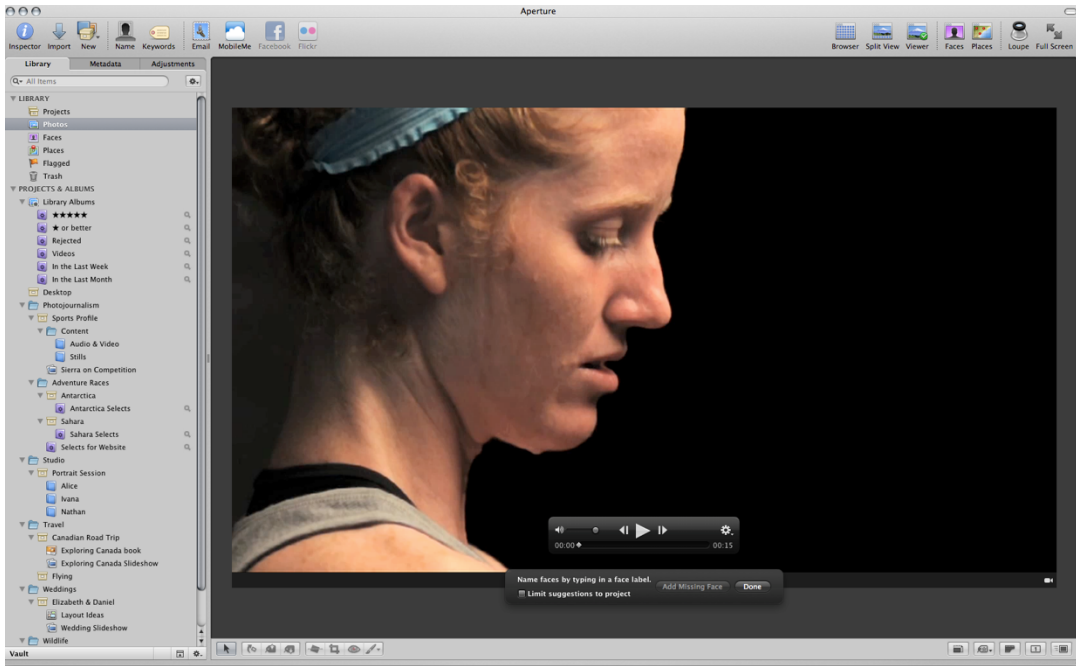 Aperture
Inspector Import New Name Keywords Email MobileMe Facebook Flickr Browser Split View Viewer Faces Places Loupe Full Screen
Library Metadata Adjustments
All Items
LIBRARY
Projects
Photos
Faces
Places
Flagged
Trash
PROJECTS & ALBUMS
Library Albums
★★★★★
★ or better
Rejected
Videos
In the Last Week
In the Last Month
Desktop
Photojournalism
Sports Profile
Content
Audio & Video
Stills
Sierra on Competition
Adventure Races
Antarctica
Antarctica Selects
Sahara
Sahara Selects
Selects for Website
Studio
Portrait Session
Alice
Ivana
Nathan
Travel
Canadian Road Trip
Exploring Canada book
Exploring Canada Slideshow
Flying
Weddings
Elizabeth & Daniel
Layout Ideas
Wedding Slideshow
Wildlife
Vault
00:00 00:15
Name faces by typing in a face label.
Limit suggestions to project
Add Missing Face Done